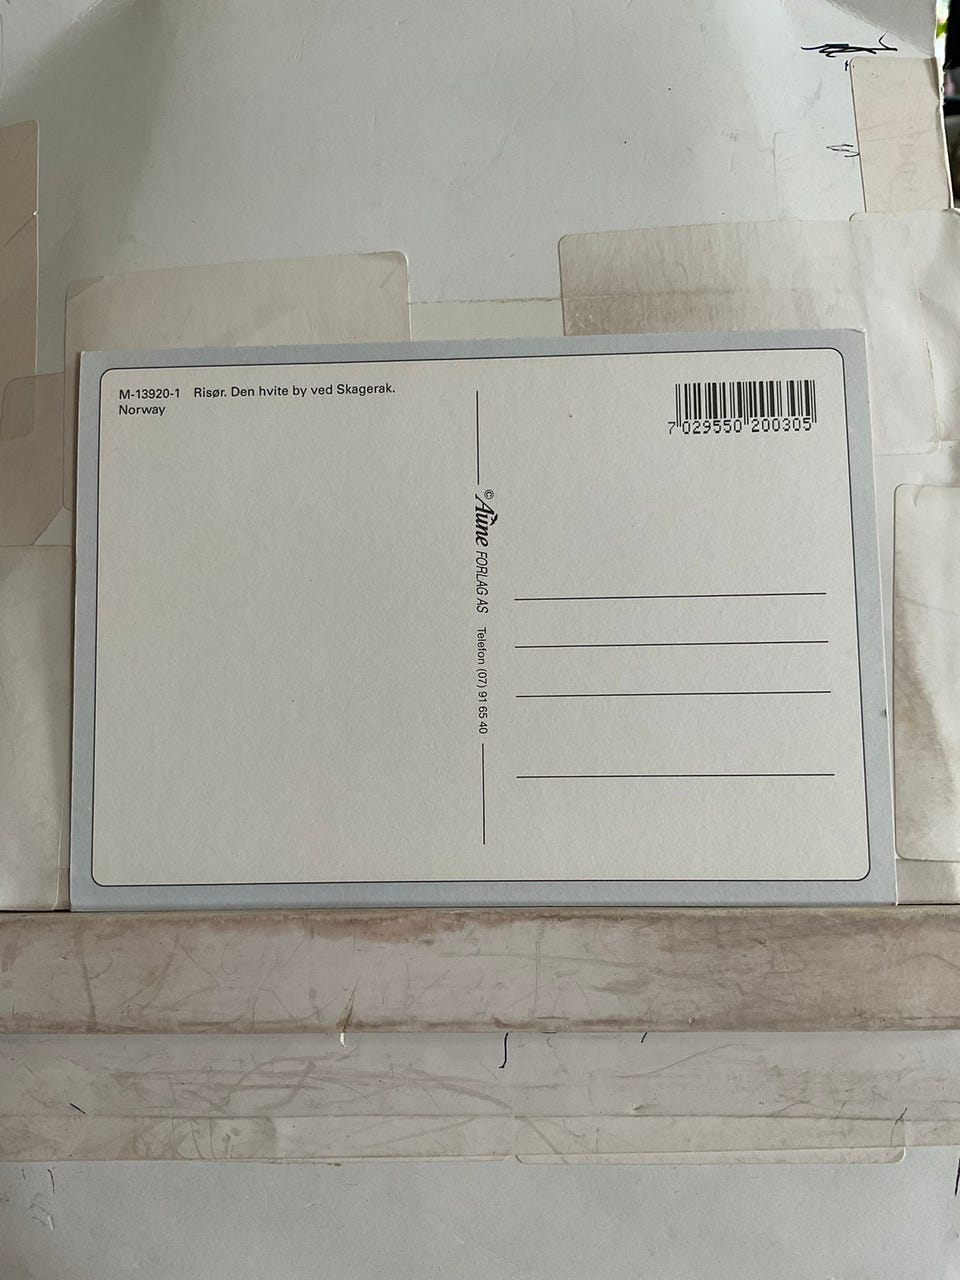 M-13920-1 Risør. Den hvite by ved Skagerak.
Norway
7 029550 200305
© Aune FORLAG AS Telefon (07) 91 65 40